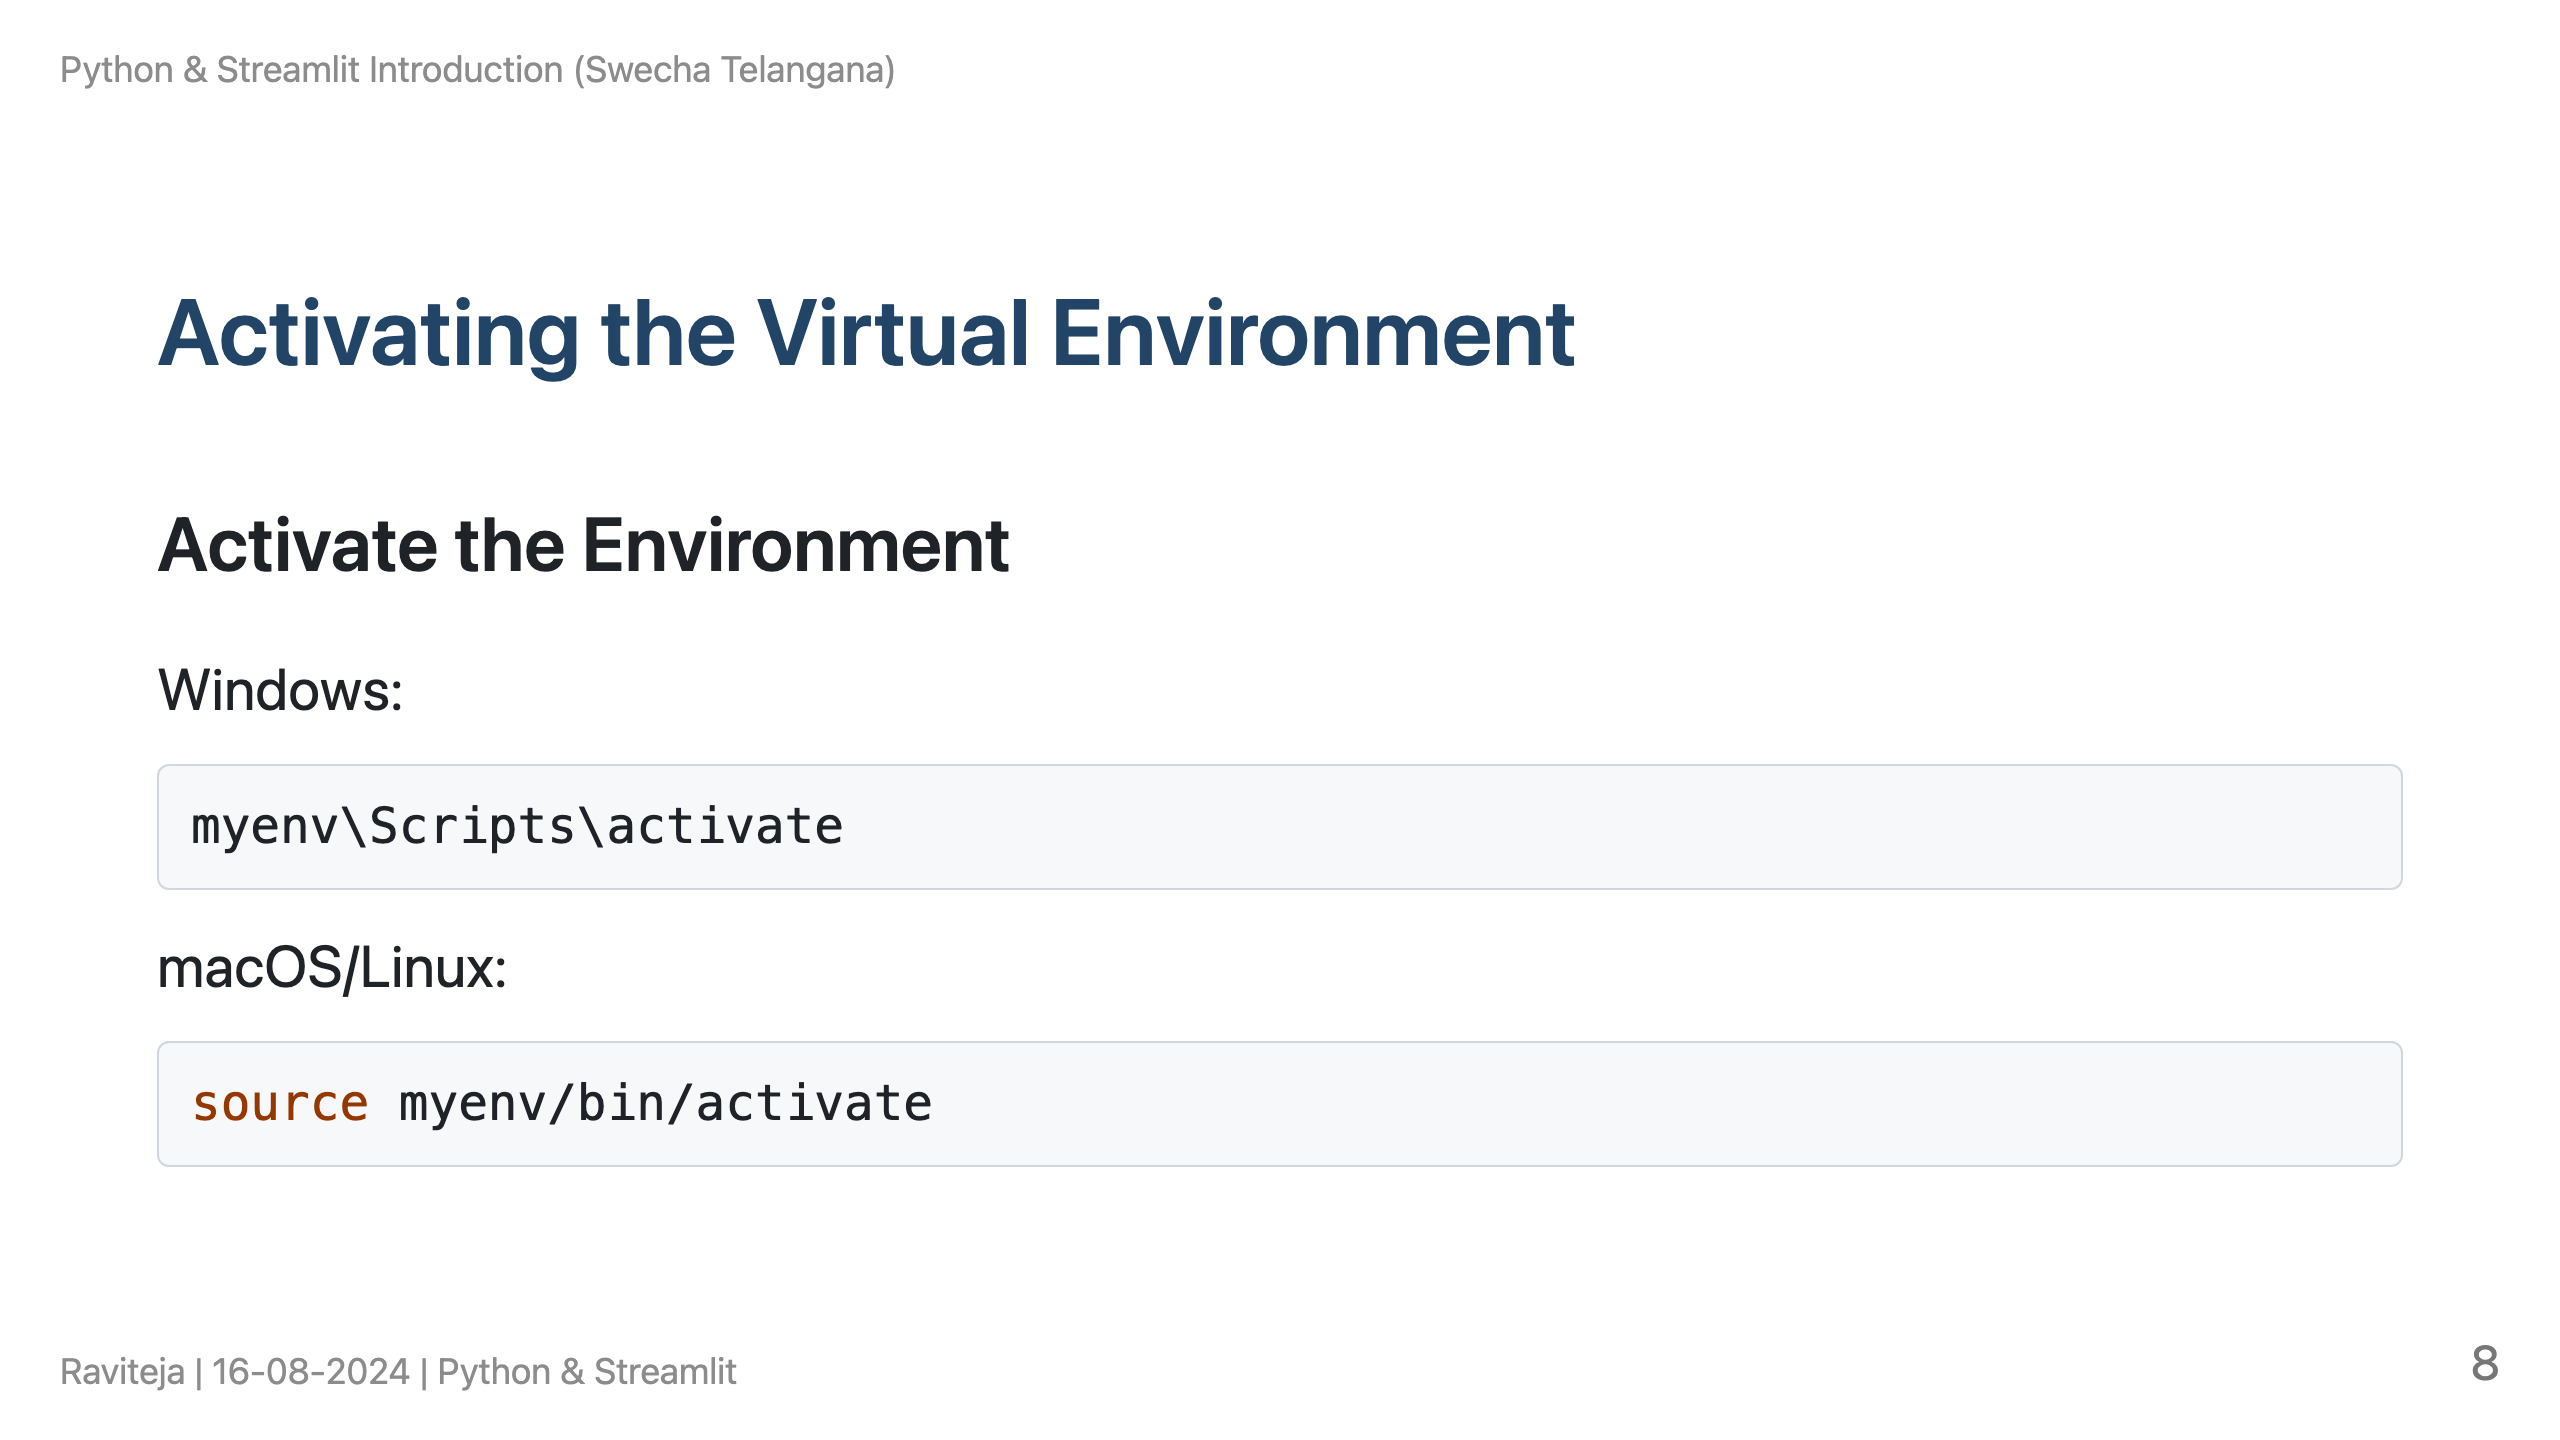 Python & Streamlit Introduction (Swecha Telangana)
Activating the Virtual Environment
Activate the Environment
Windows:
myenv\Scripts\activate
macOS/Linux:
source myenv/bin/activate
Raviteja | 16-08-2024 | Python & Streamlit
8